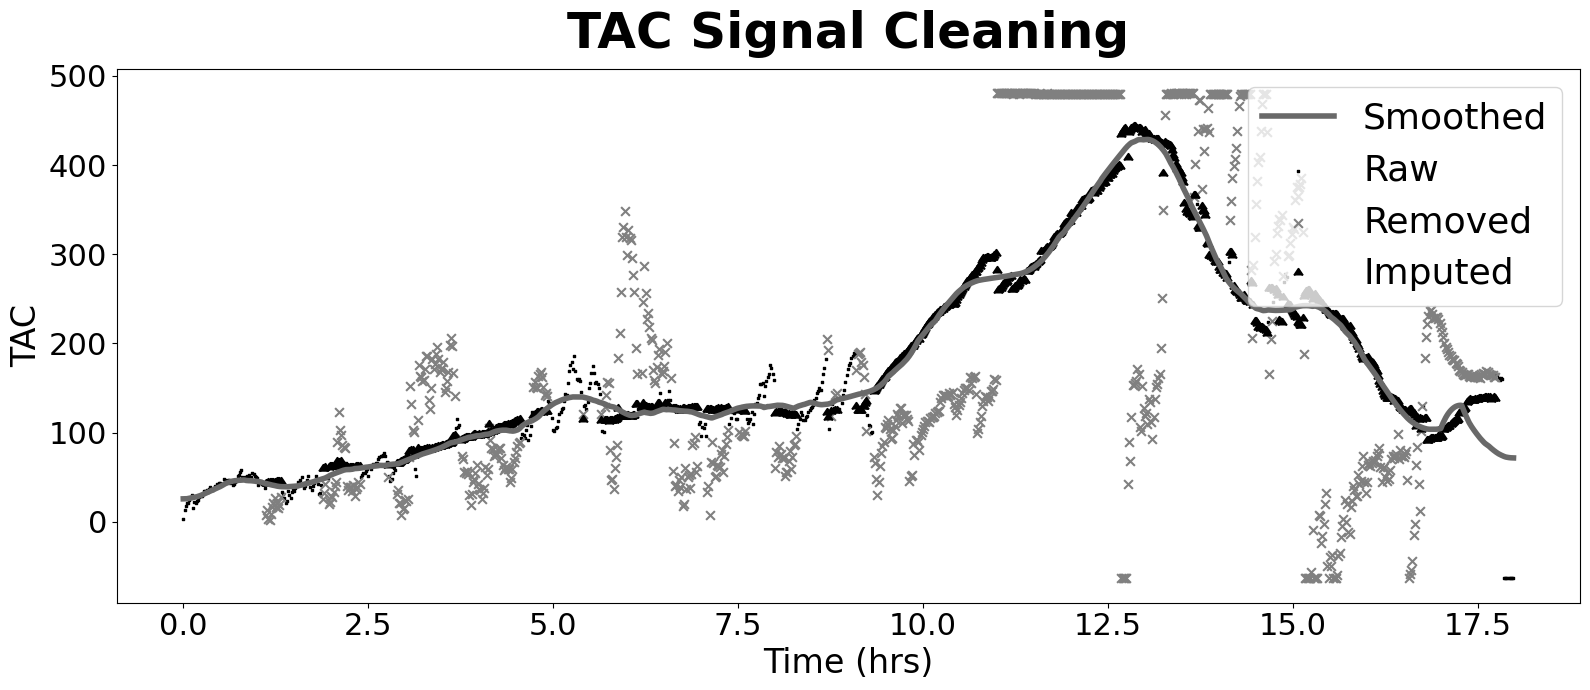 TAC Signal Cleaning
500
400
300
200
100
0
TAC
Smoothed
Raw
Removed
Imputed
0.0 2.5 5.0 7.5 10.0 12.5 15.0 17.5
Time (hrs)